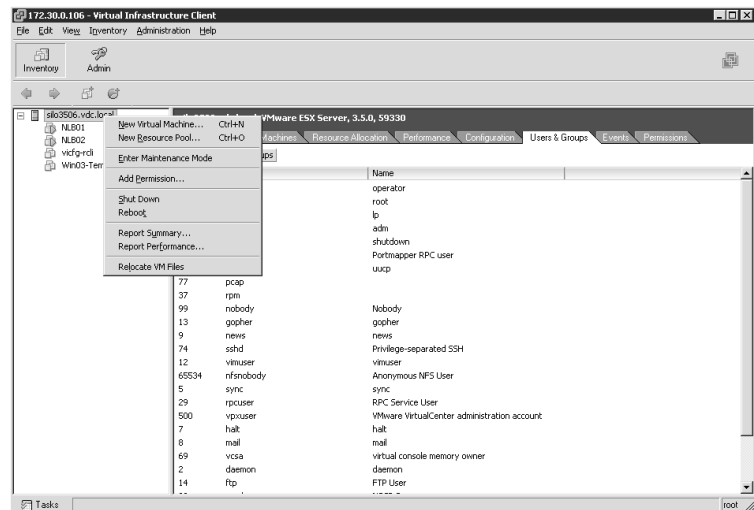 172.30.0.106 - Virtual Infrastructure Client
File Edit View Inventory Administration Help
Inventory Admin
silo3506.vdc.local
NLB01
NLB02
vicfg-rcli
Win03-Tem
VMware ESX Server, 3.5.0, 59330
Machines Resource Allocation Performance Configuration Users & Groups Events Permissions
ups
New Virtual Machine... Ctrl+N
New Resource Pool... Ctrl+O
Enter Maintenance Mode
Add Permission...
Shut Down
Reboot
Report Summary...
Report Performance...
Relocate VM Files
Name
operator
root
lp
adm
shutdown
Portmapper RPC user
uucp
77 pcap
37 rpm
99 nobody Nobody
13 gopher gopher
9 news news
74 sshd Privilege-separated SSH
12 vimuser vimuser
65534 nfsnobody Anonymous NFS User
5 sync sync
29 rpcuser RPC Service User
500 vpxuser VMware VirtualCenter administration account
7 halt halt
8 mail mail
69 vcsa virtual console memory owner
2 daemon daemon
14 ftp FTP User
Tasks
root